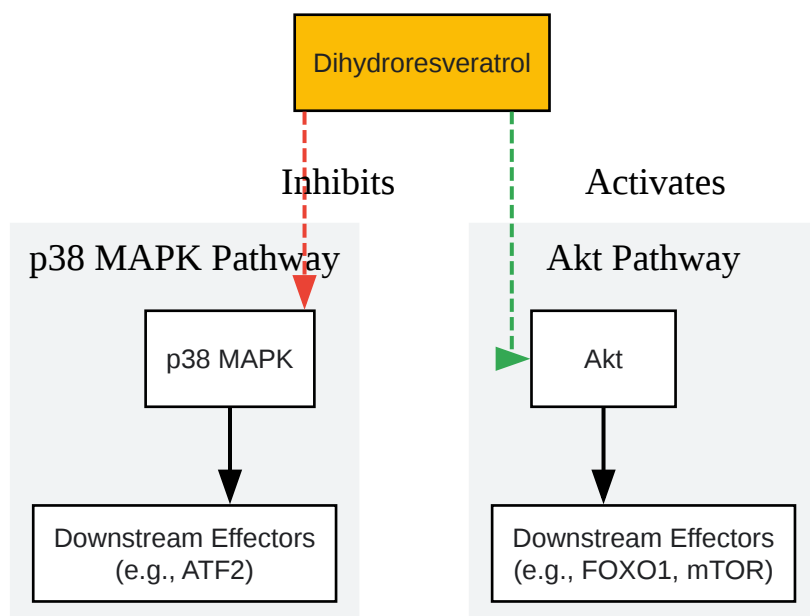 Dihydroresveratrol
Inhibits
Activates
p38 MAPK Pathway
Akt Pathway
p38 MAPK
Akt
Downstream Effectors
(e.g., ATF2)
Downstream Effectors
(e.g., FOXO1, mTOR)